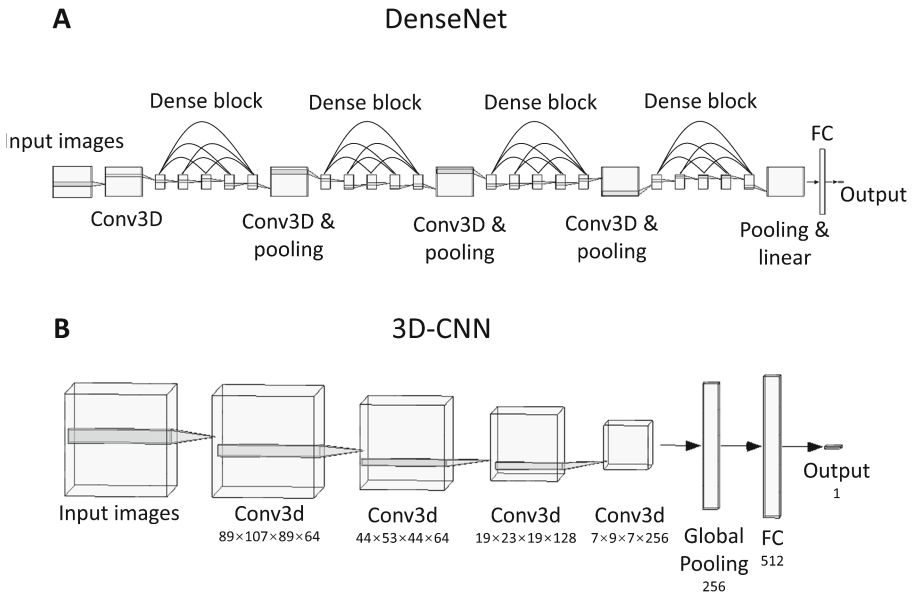 A
DenseNet
Dense block
Dense block
Dense block
Dense block
Input images
FC
Output
Conv3D
Conv3D &
pooling
Conv3D &
pooling
Conv3D &
pooling
Pooling &
linear
B
3D-CNN
Input images
Conv3d
89×107×89×64
Conv3d
44×53×44×64
Conv3d
19×23×19×128
Conv3d
7×9×7×256
Global
Pooling
256
FC
512
Output
1